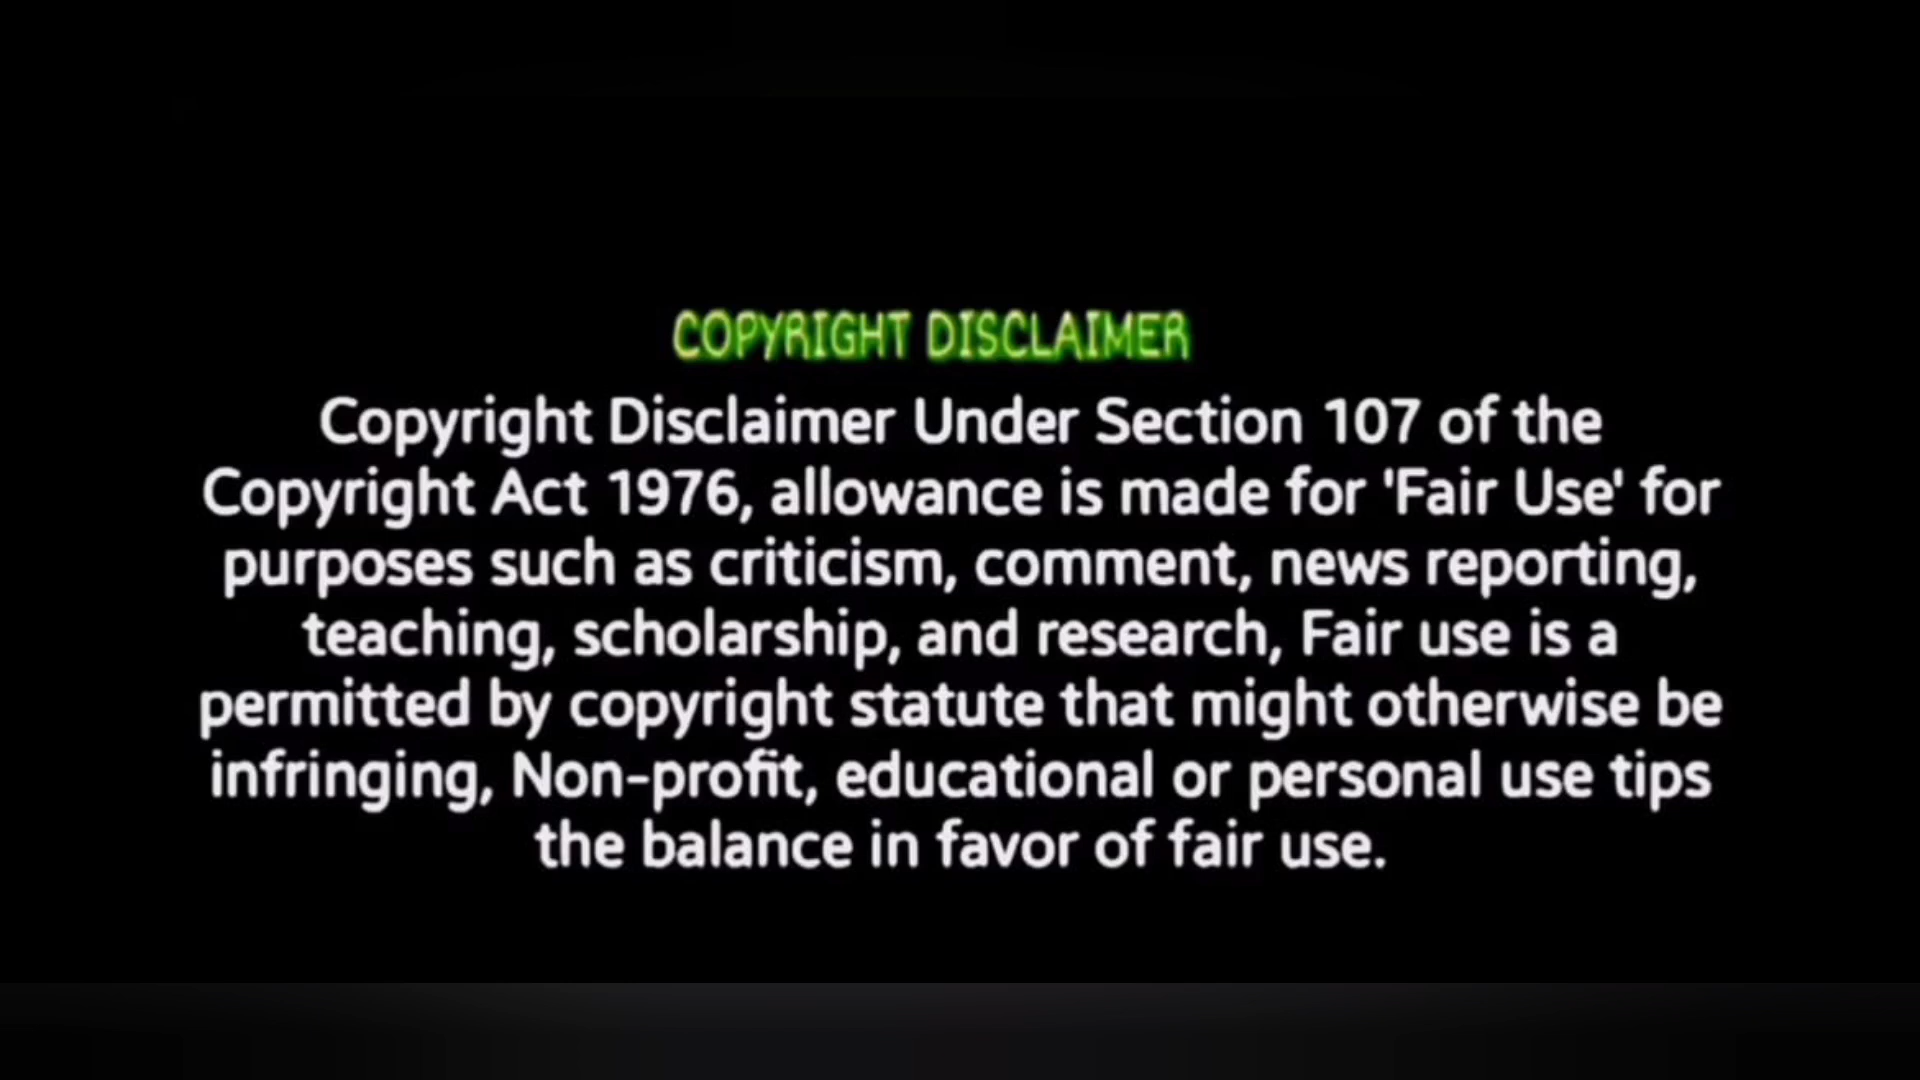 COPYRIGHT DISCLAIMER
Copyright Disclaimer Under Section 107 of the
Copyright Act 1976, allowance is made for 'Fair Use' for
purposes such as criticism, comment, news reporting,
teaching, scholarship, and research, Fair use is a
permitted by copyright statute that might otherwise be
infringing, Non-profit, educational or personal use tips
the balance in favor of fair use.